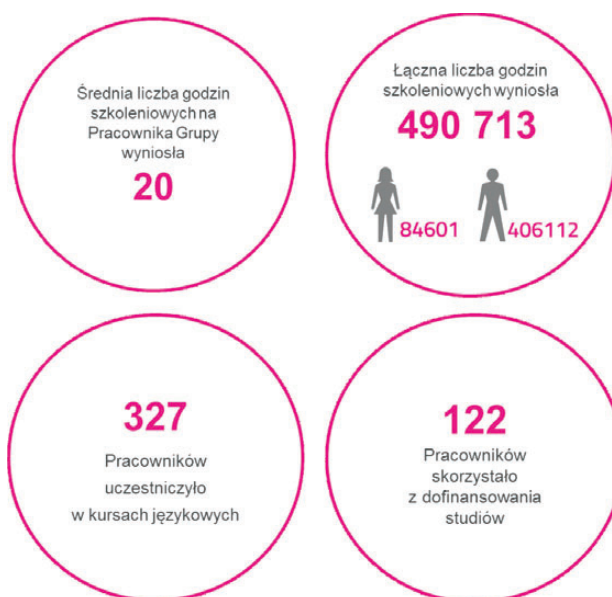 Średnia liczba godzin
szkoleniowych na
Pracownika Grupy
wyniosła
20
Łączna liczba godzin
szkoleniowych wyniosła
490 713
84601
406112
327
Pracowników
uczestniczyło
w kursach językowych
122
Pracowników
skorzystało
z dofinansowania
studiów